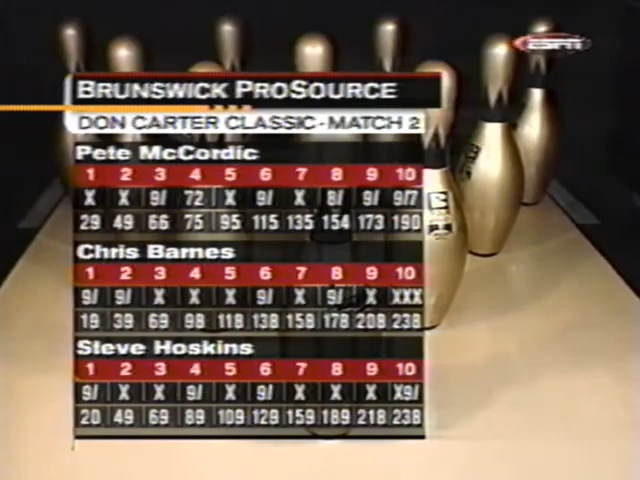 ESPN
BRUNSWICK PROSOURCE
DON CARTER CLASSIC-MATCH 2
Pete McCordic
1 2 3 4 5 6 7 8 9 10
X X 9/ 72 X 9/ X 8/ 9/ 9/7
29 49 66 75 95 115 135 154 173 190
Chris Barnes
1 2 3 4 5 6 7 8 9 10
9/ 9/ X X X 9/ X 9/ X XXX
19 39 69 98 118 138 158 178 208 238
Steve Hoskins
1 2 3 4 5 6 7 8 9 10
9/ X X 9/ X 9/ X X X X9/
20 49 69 89 109 129 159 189 218 238